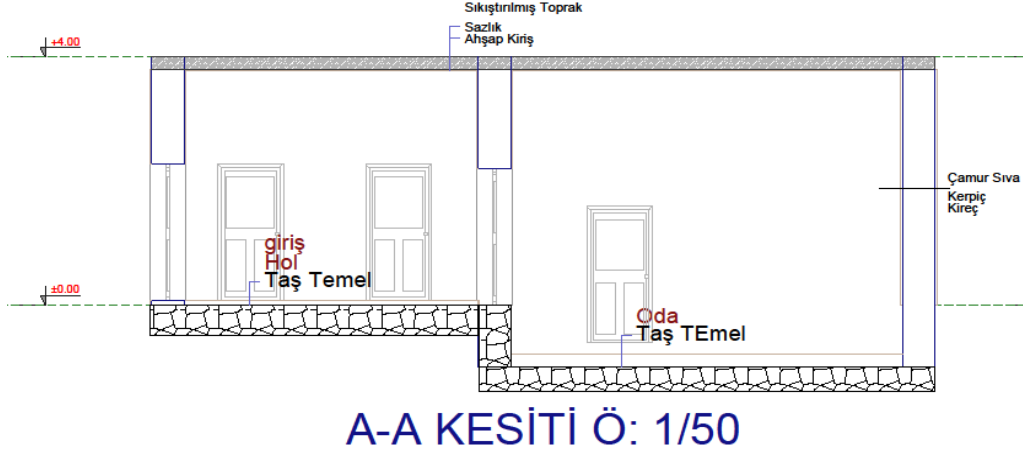 Sıkıştırılmış Toprak
Sazlık
Ahşap Kiriş
+4.00
Çamur Sıva
Kerpiç
Kireç
giriş
Hol
Taş Temel
±0.00
Oda
Taş TEmel
A-A KESİTİ Ö: 1/50